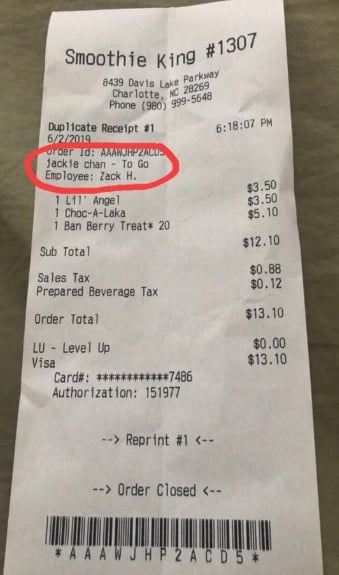 Smoothie King #1307
8439 Davis Lake Parkway
Charlotte, NC 28269
Phone (980) 999-5648
Duplicate Receipt #1 6:18:07 PM
6/2/2019
Order Id: AAAWJHP2ACD5
jackie chan - To Go
Employee: Zack H.
1 Lil' Angel $3.50
1 Choc-A-Laka $3.50
1 Ban Berry Treat* 20 $5.10
Sub Total $12.10
Sales Tax $0.88
Prepared Beverage Tax $0.12
Order Total $13.10
LU - Level Up $0.00
Visa $13.10
Card#: ************7486
Authorization: 151977
--> Reprint #1 <--
--> Order Closed <--
*AAAWJHP2ACD5*